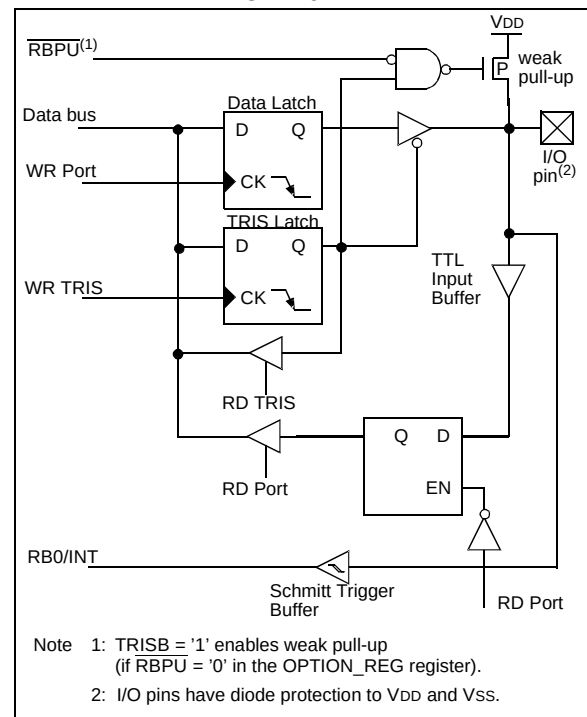 VDD
RBPU(1)
P
weak
pull-up
Data Latch
Data bus
D
Q
I/O
pin(2)
WR Port
CK
TRIS Latch
D
Q
TTL
Input
Buffer
WR TRIS
CK
RD TRIS
Q
D
RD Port
EN
RB0/INT
Schmitt Trigger
Buffer
RD Port
Note 1: TRISB = '1' enables weak pull-up
(if RBPU = '0' in the OPTION_REG register).
2: I/O pins have diode protection to VDD and VSS.